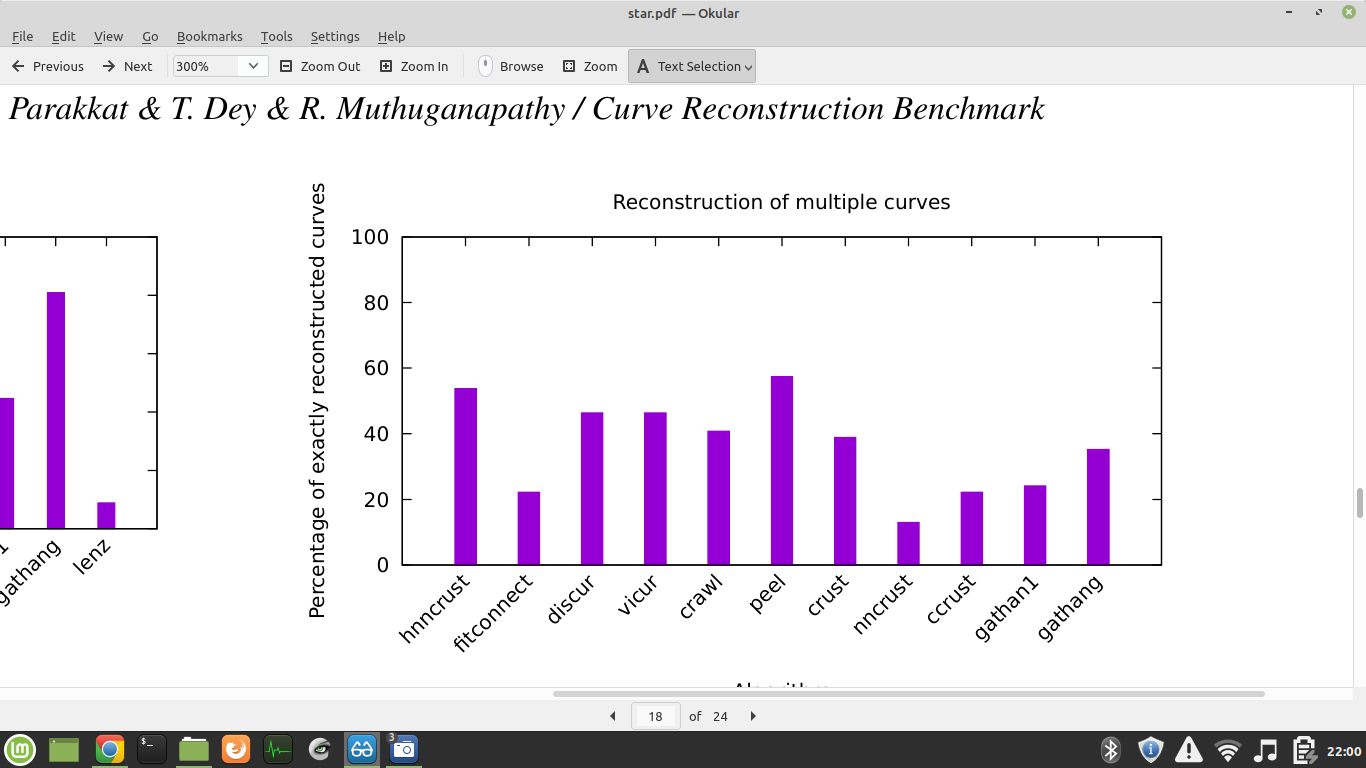 star.pdf — Okular
File Edit View Go Bookmarks Tools Settings Help
Previous Next 300% Zoom Out Zoom In Browse Zoom Text Selection
Parakkat & T. Dey & R. Muthuganapathy / Curve Reconstruction Benchmark
Reconstruction of multiple curves
Percentage of exactly reconstructed curves
100
80
60
40
20
0
1 gathang lenz
hnncrust fitconnect discur vicur crawl peel crust nncrust ccrust gathan1 gathang
18 of 24
3
22:00